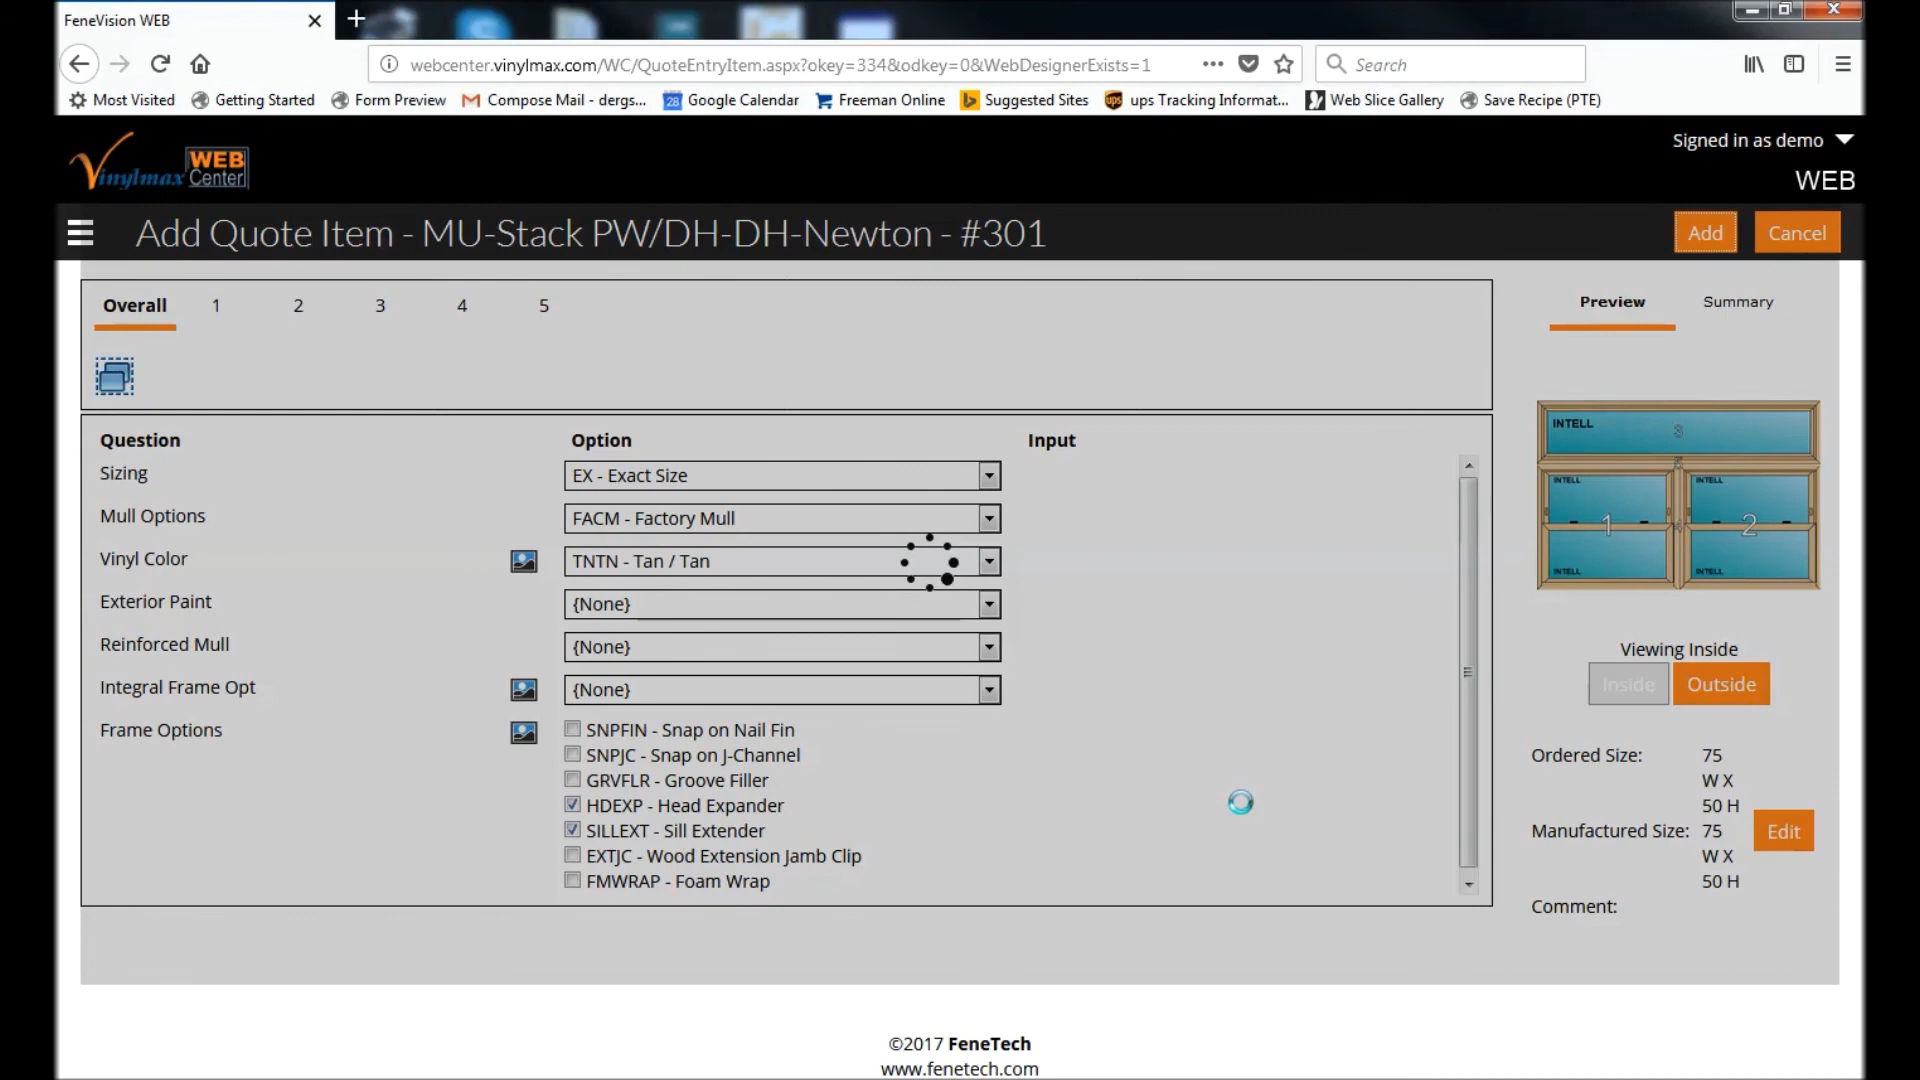 FeneVision WEB
webcenter.vinylmax.com/WC/QuoteEntryItem.aspx?okey=334&odkey=0&WebDesignerExists=1
Search
Most Visited
Getting Started
Form Preview
Compose Mail - dergs...
28
Google Calendar
Freeman Online
Suggested Sites
ups
ups Tracking Informat...
Web Slice Gallery
Save Recipe (PTE)
Vinylmax WEB Center
Signed in as demo
WEB
Add Quote Item - MU-Stack PW/DH-DH-Newton - #301
Add
Cancel
Overall 1 2 3 4 5
Preview
Summary
Question Option Input
Sizing
EX - Exact Size
Mull Options
FACM - Factory Mull
Vinyl Color
TNTN - Tan / Tan
Exterior Paint
{None}
Reinforced Mull
{None}
Integral Frame Opt
{None}
Frame Options
SNPFIN - Snap on Nail Fin
SNPJC - Snap on J-Channel
GRVFLR - Groove Filler
HDEXP - Head Expander
SILLEXT - Sill Extender
EXTJC - Wood Extension Jamb Clip
FMWRAP - Foam Wrap
INTELL
3
INTELL
INTELL
1
2
INTELL
INTELL
Viewing Inside
Inside
Outside
Ordered Size: 75
W X
50 H
Manufactured Size: 75
W X
50 H
Edit
Comment:
©2017 FeneTech
www.fenetech.com